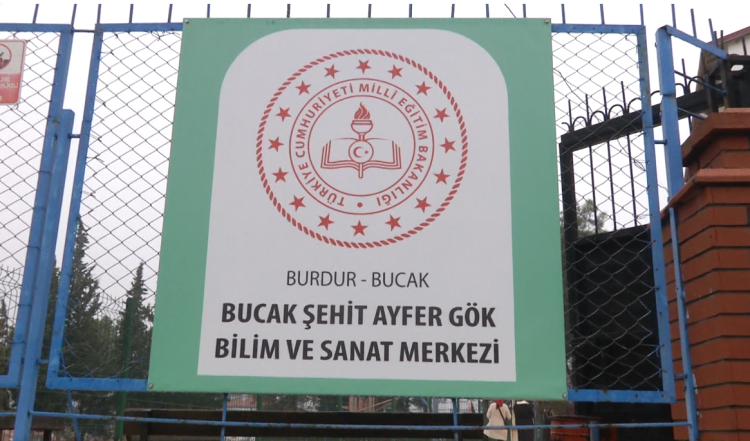 TÜRKİYE CUMHURİYETİ MİLLİ EĞİTİM BAKANLIĞI
BURDUR - BUCAK
BUCAK ŞEHİT AYFER GÖK
BİLİM VE SANAT MERKEZİ